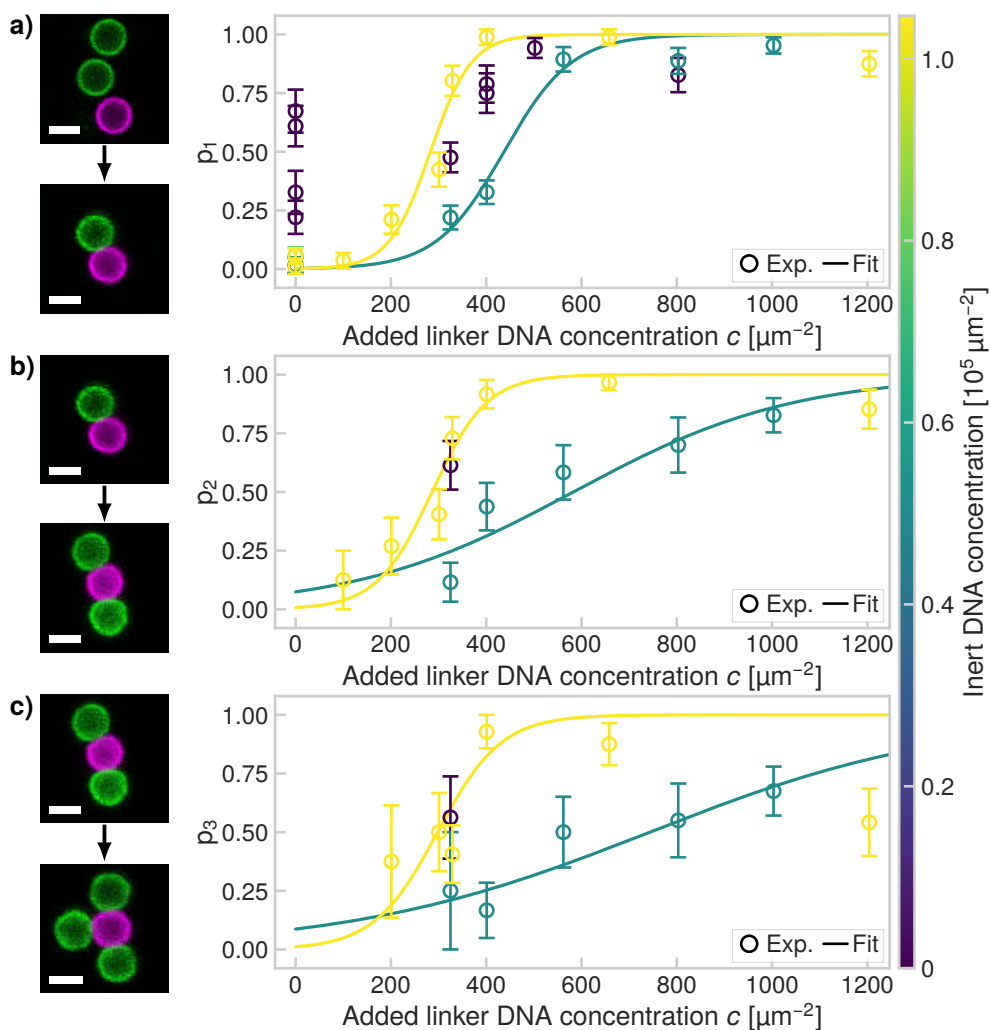 a)
1.00
0.75
0.50
0.25
0.00
p₁
0 200 400 600 800 1000 1200
Added linker DNA concentration c [µm⁻²]
Exp. Fit
b)
1.00
0.75
0.50
0.25
0.00
p₂
0 200 400 600 800 1000 1200
Added linker DNA concentration c [µm⁻²]
Exp. Fit
c)
1.00
0.75
0.50
0.25
0.00
p₃
0 200 400 600 800 1000 1200
Added linker DNA concentration c [µm⁻²]
Exp. Fit
1.0
0.8
0.6
0.4
0.2
0
Inert DNA concentration [10⁵ µm⁻²]